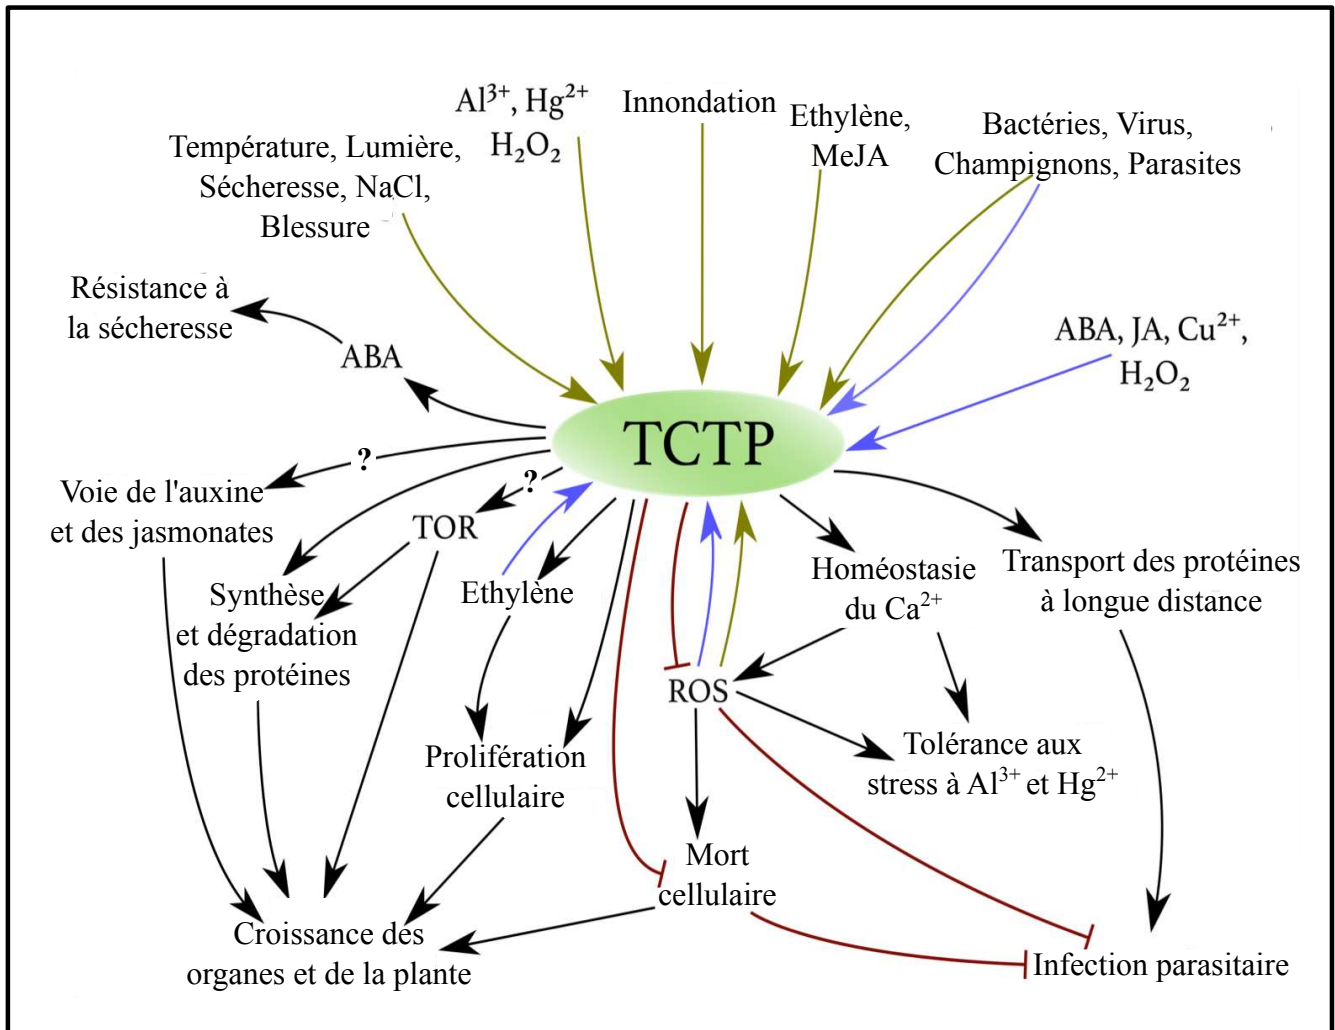 Al³⁺, Hg²⁺
H₂O₂
Innondation
Ethylène,
MeJA
Bactéries, Virus,
Champignons, Parasites
Température, Lumière,
Sécheresse, NaCl,
Blessure
Résistance à
la sécheresse
ABA
ABA, JA, Cu²⁺,
H₂O₂
TCTP
?
?
Voie de l'auxine
et des jasmonates
TOR
Synthèse
et dégradation
des protéines
Ethylène
Homéostasie
du Ca²⁺
Transport des protéines
à longue distance
ROS
Prolifération
cellulaire
Tolérance aux
stress à Al³⁺ et Hg²⁺
Mort
cellulaire
Croissance des
organes et de la plante
Infection parasitaire